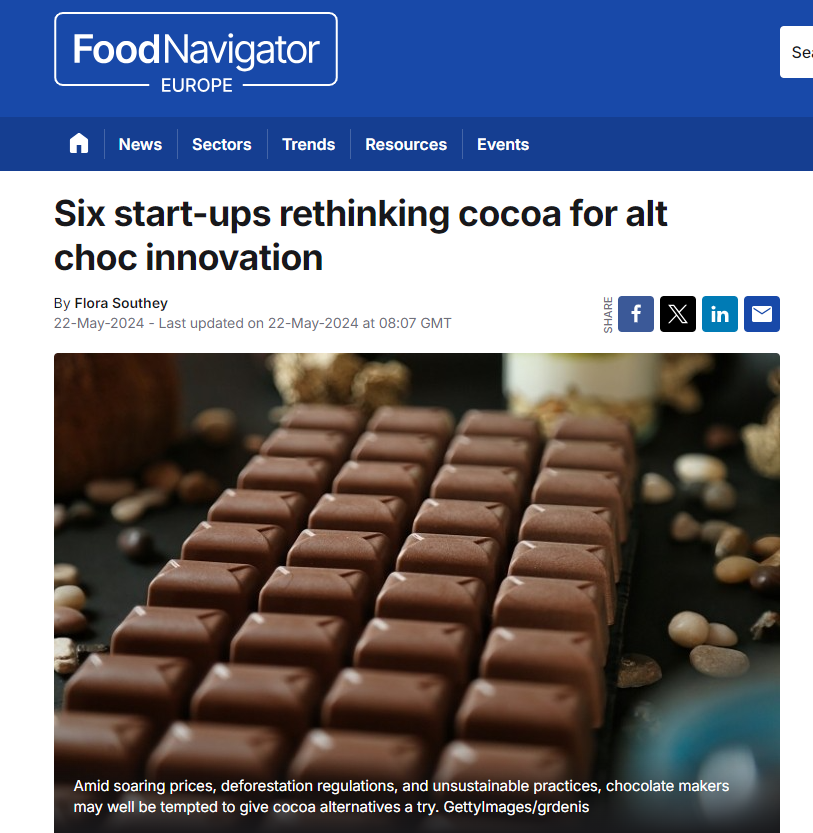 FoodNavigator
EUROPE
Sea
News
Sectors
Trends
Resources
Events
Six start-ups rethinking cocoa for alt
choc innovation
By Flora Southey
22-May-2024 - Last updated on 22-May-2024 at 08:07 GMT
SHARE
Amid soaring prices, deforestation regulations, and unsustainable practices, chocolate makers
may well be tempted to give cocoa alternatives a try. GettyImages/grdenis